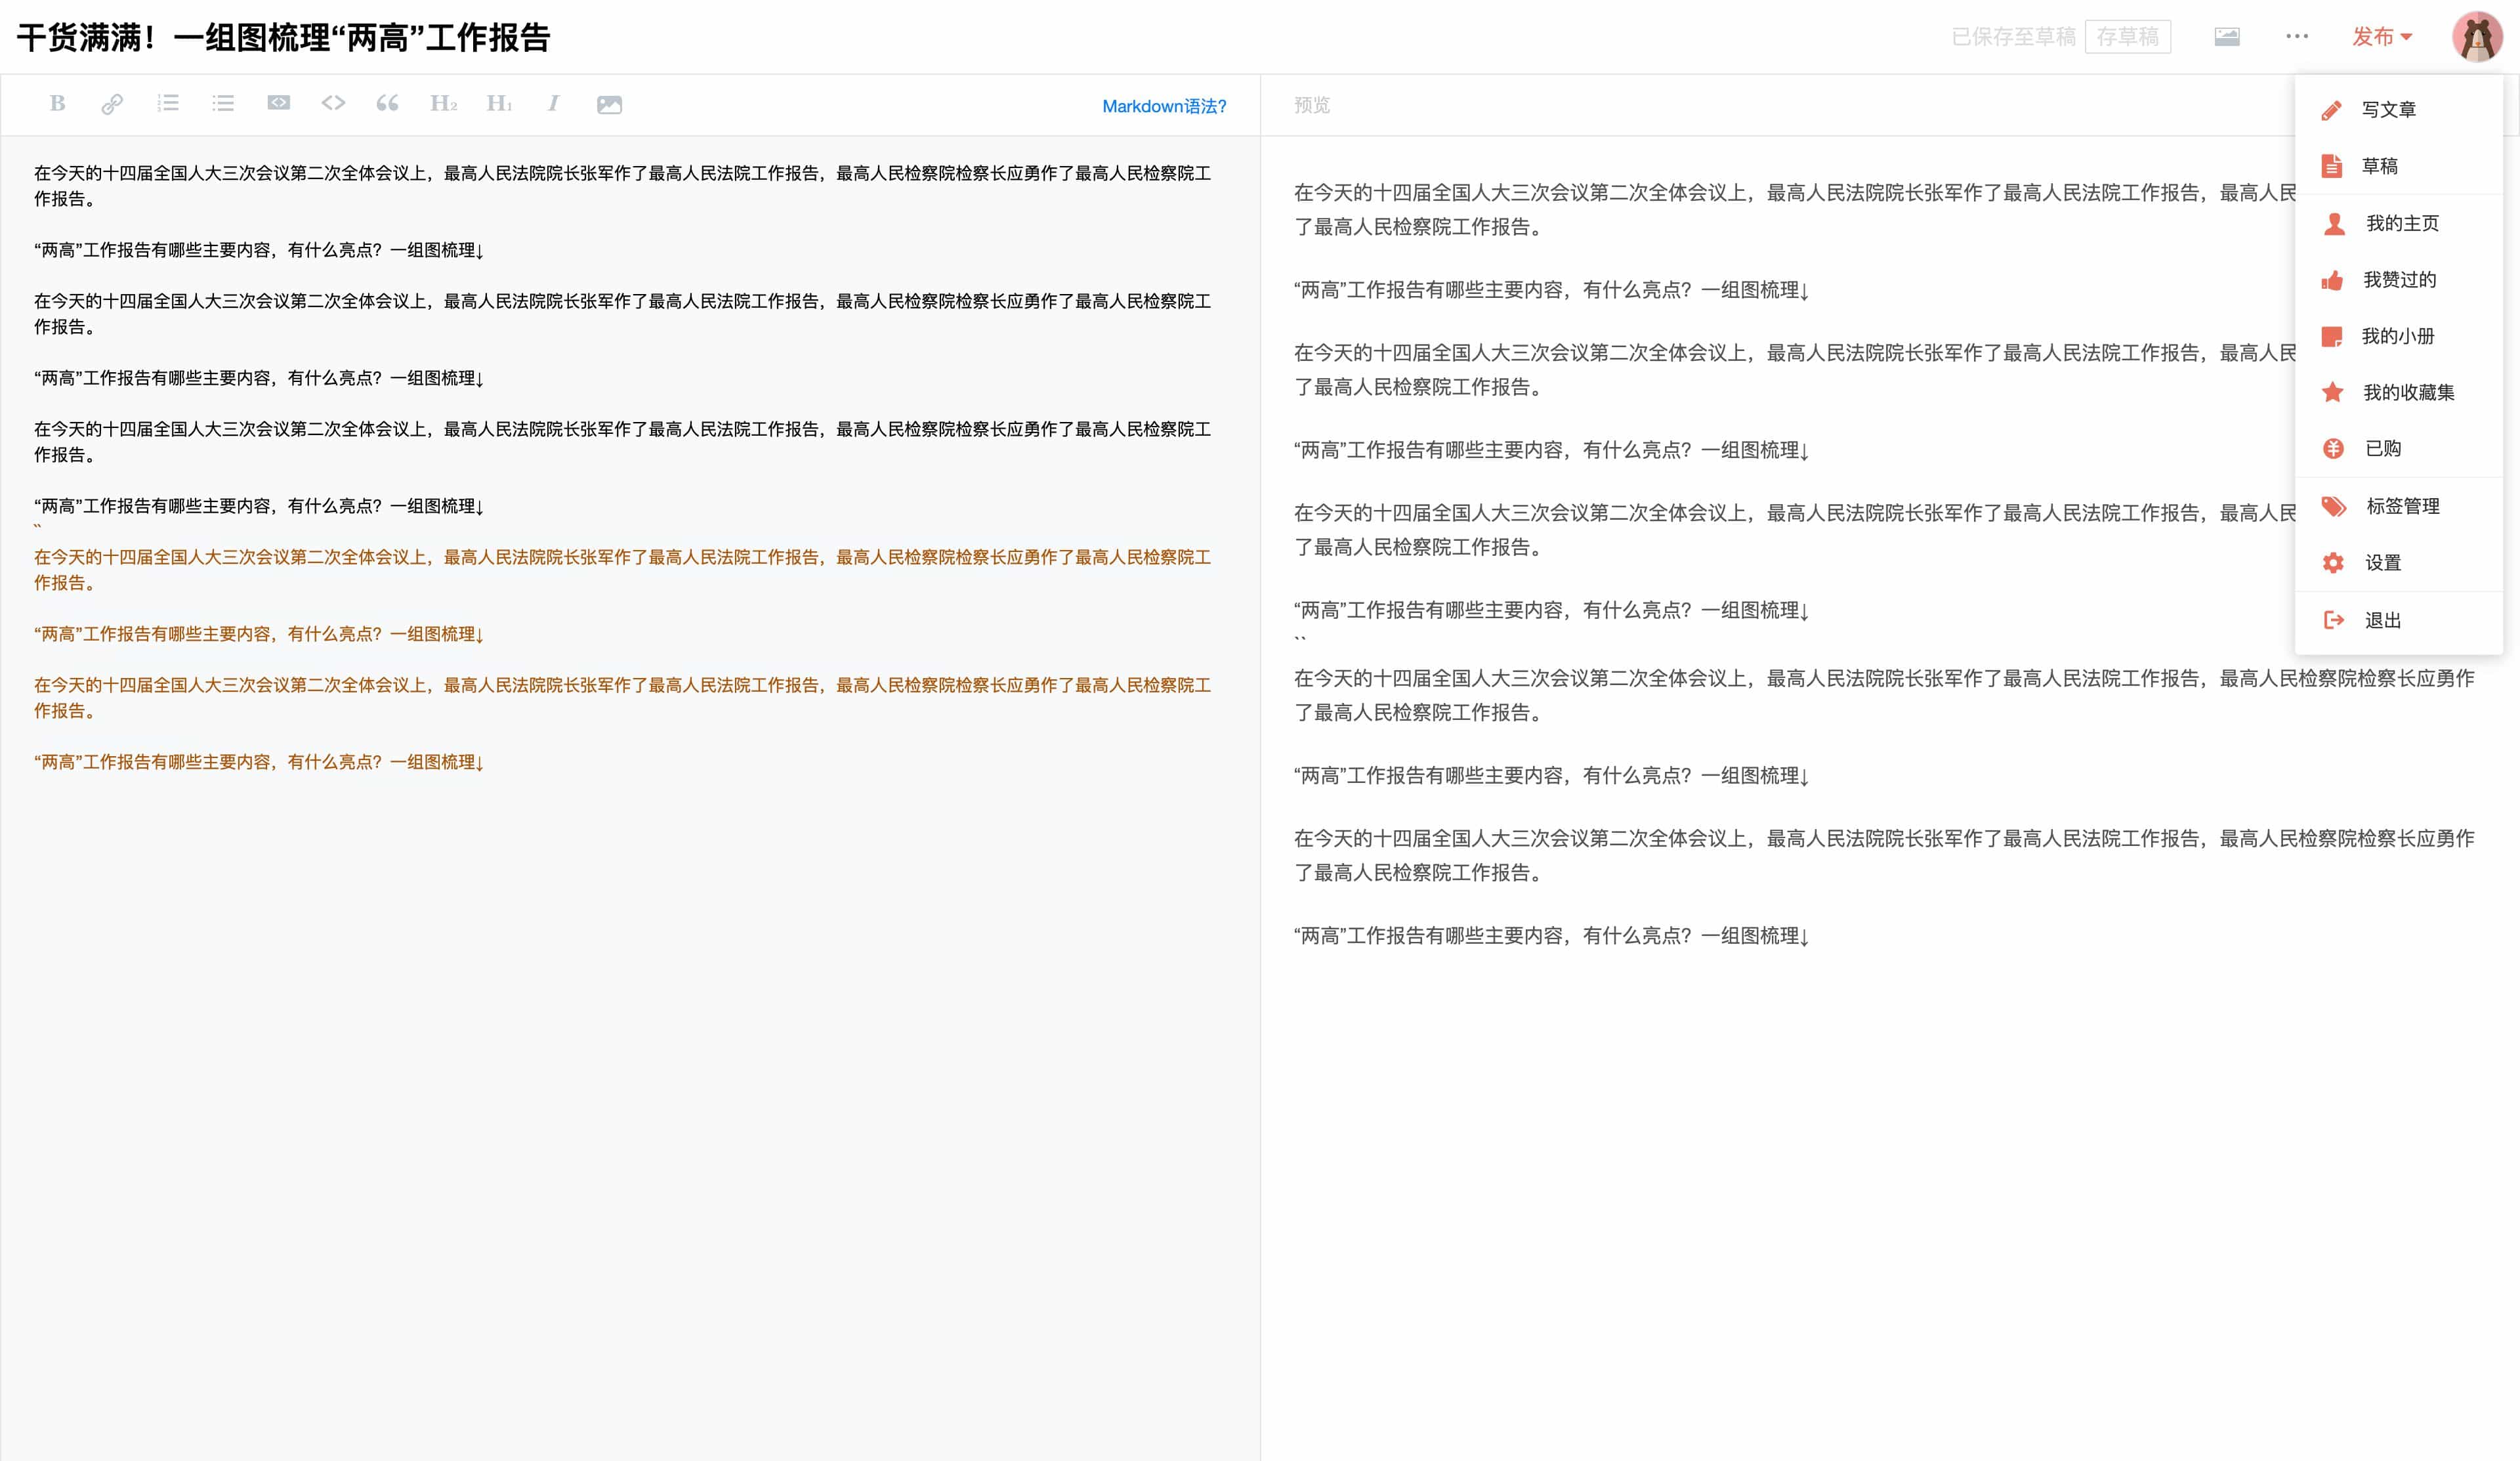 干货满满！一组图梳理“两高”工作报告
已保存至草稿 存草稿 发布
B H2 H1 I Markdown语法?
在今天的十四届全国人大三次会议第二次全体会议上，最高人民法院院长张军作了最高人民法院工作报告，最高人民检察院检察长应勇作了最高人民检察院工
作报告。
“两高”工作报告有哪些主要内容，有什么亮点？一组图梳理↓
在今天的十四届全国人大三次会议第二次全体会议上，最高人民法院院长张军作了最高人民法院工作报告，最高人民检察院检察长应勇作了最高人民检察院工
作报告。
“两高”工作报告有哪些主要内容，有什么亮点？一组图梳理↓
在今天的十四届全国人大三次会议第二次全体会议上，最高人民法院院长张军作了最高人民法院工作报告，最高人民检察院检察长应勇作了最高人民检察院工
作报告。
“两高”工作报告有哪些主要内容，有什么亮点？一组图梳理↓
``
在今天的十四届全国人大三次会议第二次全体会议上，最高人民法院院长张军作了最高人民法院工作报告，最高人民检察院检察长应勇作了最高人民检察院工
作报告。
“两高”工作报告有哪些主要内容，有什么亮点？一组图梳理↓
在今天的十四届全国人大三次会议第二次全体会议上，最高人民法院院长张军作了最高人民法院工作报告，最高人民检察院检察长应勇作了最高人民检察院工
作报告。
“两高”工作报告有哪些主要内容，有什么亮点？一组图梳理↓
预览
在今天的十四届全国人大三次会议第二次全体会议上，最高人民法院院长张军作了最高人民法院工作报告，最高人民
了最高人民检察院工作报告。
“两高”工作报告有哪些主要内容，有什么亮点？一组图梳理↓
在今天的十四届全国人大三次会议第二次全体会议上，最高人民法院院长张军作了最高人民法院工作报告，最高人民
了最高人民检察院工作报告。
“两高”工作报告有哪些主要内容，有什么亮点？一组图梳理↓
在今天的十四届全国人大三次会议第二次全体会议上，最高人民法院院长张军作了最高人民法院工作报告，最高人民
了最高人民检察院工作报告。
“两高”工作报告有哪些主要内容，有什么亮点？一组图梳理↓
``
在今天的十四届全国人大三次会议第二次全体会议上，最高人民法院院长张军作了最高人民法院工作报告，最高人民检察院检察长应勇作
了最高人民检察院工作报告。
“两高”工作报告有哪些主要内容，有什么亮点？一组图梳理↓
在今天的十四届全国人大三次会议第二次全体会议上，最高人民法院院长张军作了最高人民法院工作报告，最高人民检察院检察长应勇作
了最高人民检察院工作报告。
“两高”工作报告有哪些主要内容，有什么亮点？一组图梳理↓
写文章
草稿
我的主页
我赞过的
我的小册
我的收藏集
已购
标签管理
设置
退出